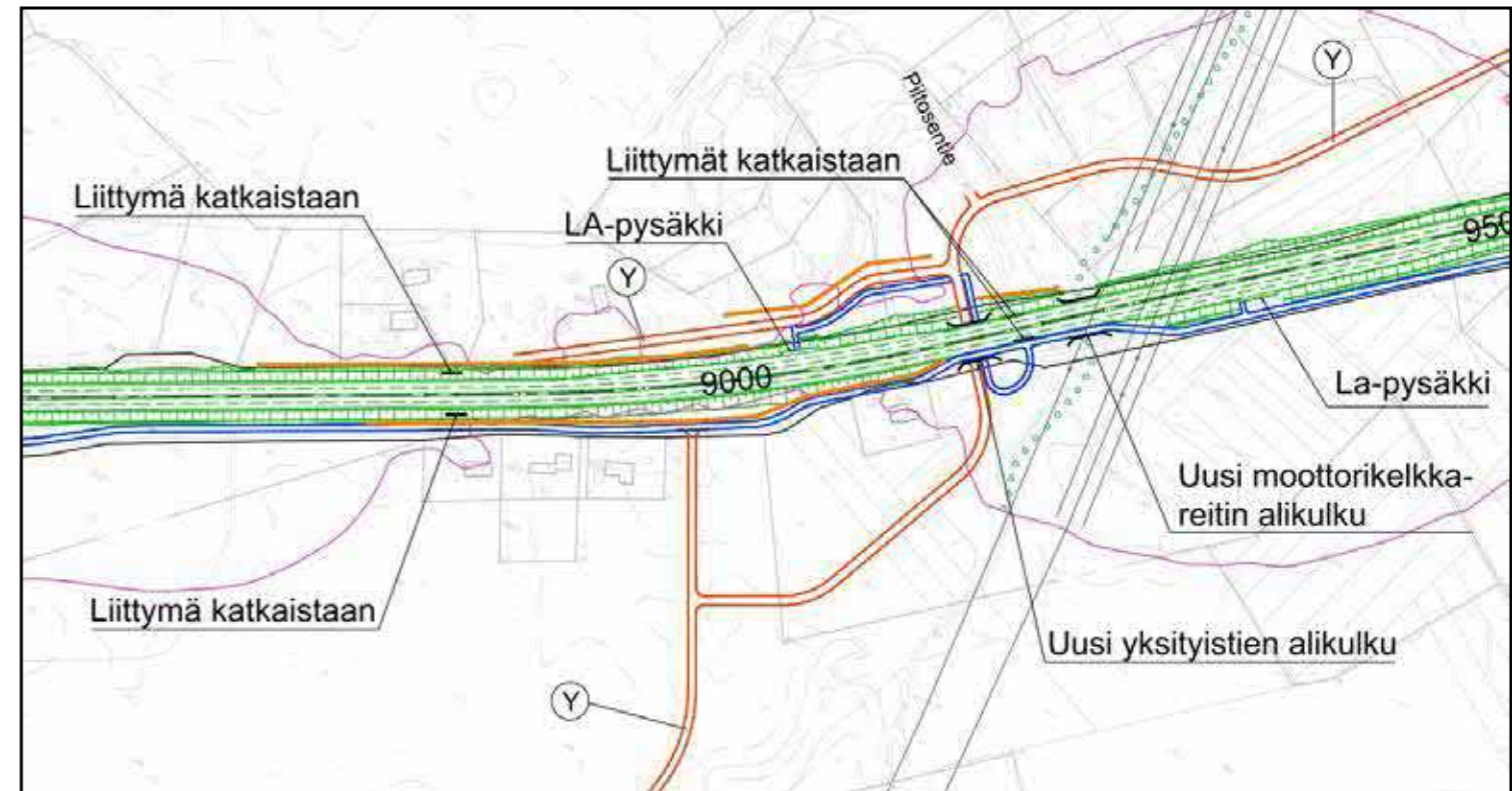 Y
Piltosentie
Liittymät katkaistaan
Liittymä katkaistaan
LA-pysäkki
Y
950
9000
La-pysäkki
Uusi moottorikelkka-
reitin alikulku
Liittymä katkaistaan
Uusi yksityistien alikulku
Y